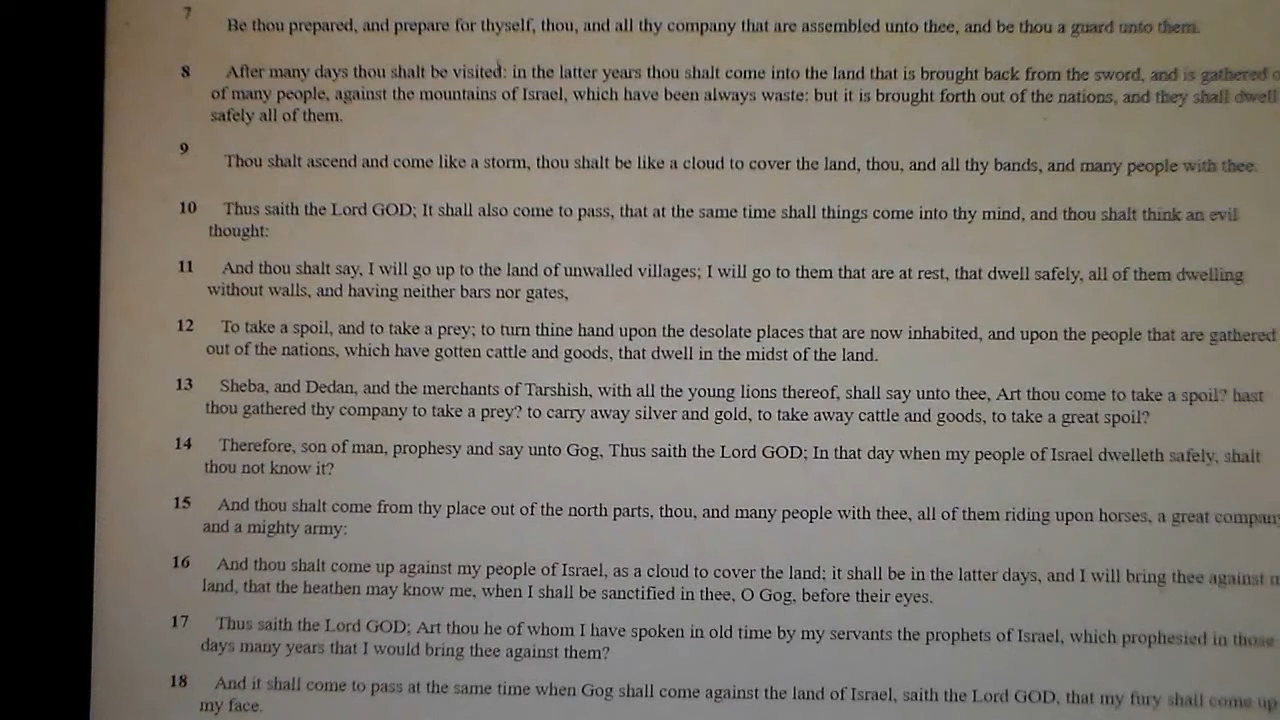 7 Be thou prepared, and prepare for thyself, thou, and all thy company that are assembled unto thee, and be thou a guard unto them.
8 After many days thou shalt be visited: in the latter years thou shalt come into the land that is brought back from the sword, and is gathered
of many people, against the mountains of Israel, which have been always waste: but it is brought forth out of the nations, and they shall dwell
safely all of them.
9 Thou shalt ascend and come like a storm, thou shalt be like a cloud to cover the land, thou, and all thy bands, and many people with thee.
10 Thus saith the Lord GOD; It shall also come to pass, that at the same time shall things come into thy mind, and thou shalt think an evil
thought:
11 And thou shalt say, I will go up to the land of unwalled villages; I will go to them that are at rest, that dwell safely, all of them dwelling
without walls, and having neither bars nor gates,
12 To take a spoil, and to take a prey; to turn thine hand upon the desolate places that are now inhabited, and upon the people that are gathered
out of the nations, which have gotten cattle and goods, that dwell in the midst of the land.
13 Sheba, and Dedan, and the merchants of Tarshish, with all the young lions thereof, shall say unto thee, Art thou come to take a spoil? hast
thou gathered thy company to take a prey? to carry away silver and gold, to take away cattle and goods, to take a great spoil?
14 Therefore, son of man, prophesy and say unto Gog, Thus saith the Lord GOD; In that day when my people of Israel dwelleth safely, shalt
thou not know it?
15 And thou shalt come from thy place out of the north parts, thou, and many people with thee, all of them riding upon horses, a great company
and a mighty army:
16 And thou shalt come up against my people of Israel, as a cloud to cover the land; it shall be in the latter days, and I will bring thee against
land, that the heathen may know me, when I shall be sanctified in thee, O Gog, before their eyes.
17 Thus saith the Lord GOD; Art thou he of whom I have spoken in old time by my servants the prophets of Israel, which prophesied in those
days many years that I would bring thee against them?
18 And it shall come to pass at the same time when Gog shall come against the land of Israel, saith the Lord GOD, that my fury shall come up
my face.